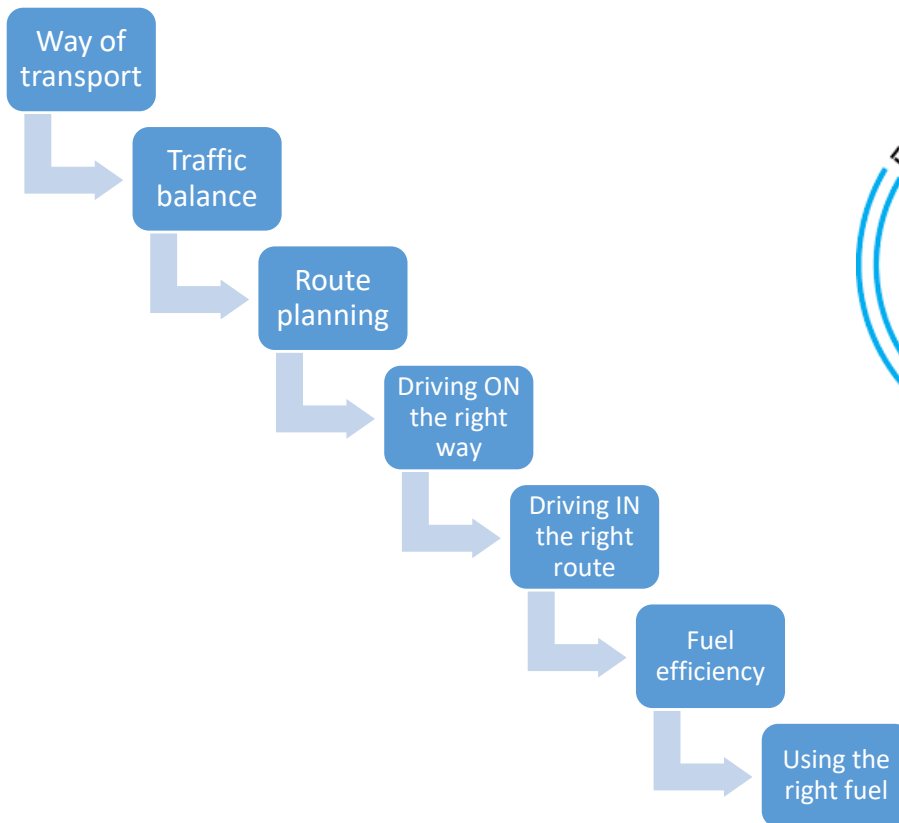 Way of
transport
Traffic
balance
Route
planning
Driving ON
the right
way
Driving IN
the right
route
Fuel
efficiency
Using the
right fuel